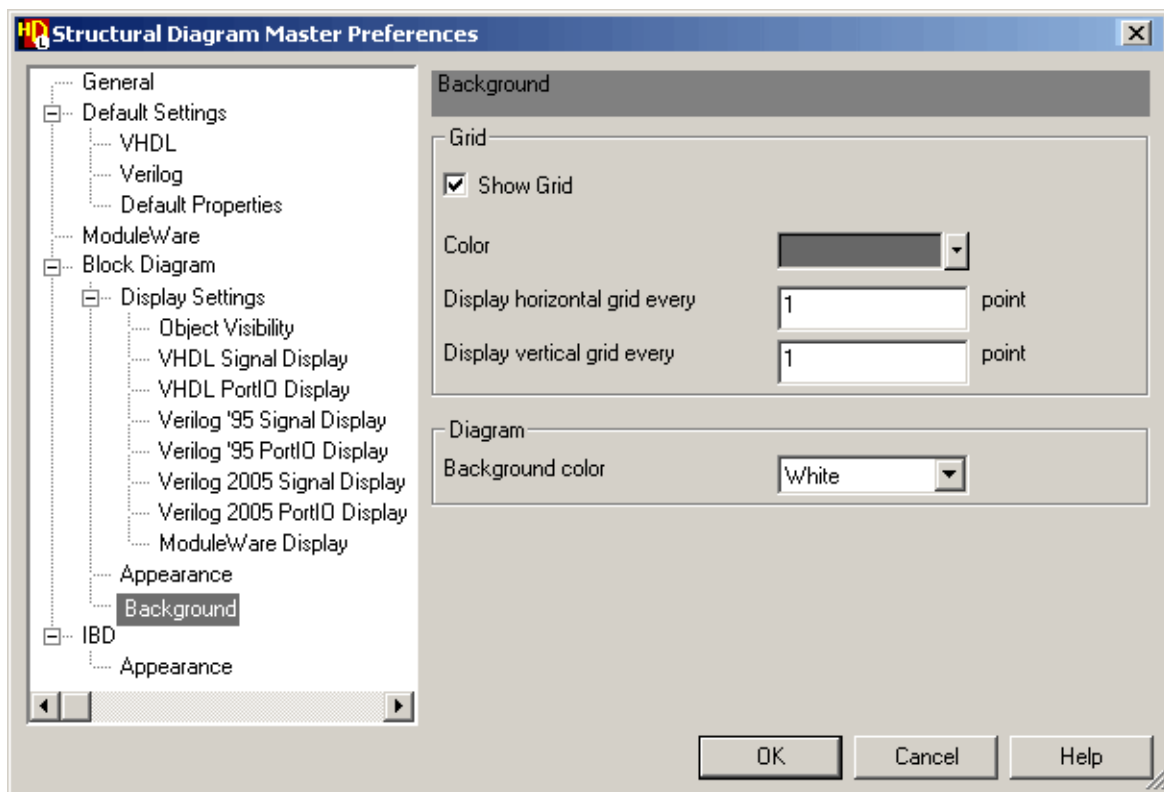 HDL Structural Diagram Master Preferences
General
Default Settings
VHDL
Verilog
Default Properties
ModuleWare
Block Diagram
Display Settings
Object Visibility
VHDL Signal Display
VHDL PortIO Display
Verilog '95 Signal Display
Verilog '95 PortIO Display
Verilog 2005 Signal Display
Verilog 2005 PortIO Display
ModuleWare Display
Appearance
Background
IBD
Appearance
Background
Grid
Show Grid
Color
Display horizontal grid every 1 point
Display vertical grid every 1 point
Diagram
Background color White
OK Cancel Help